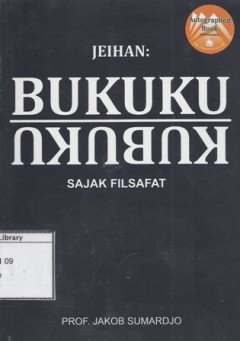 Autographed
Book
JEIHAN:
BUKUKU
KUBUKU
SAJAK FILSAFAT
Library
09
PROF. JAKOB SUMARDJO